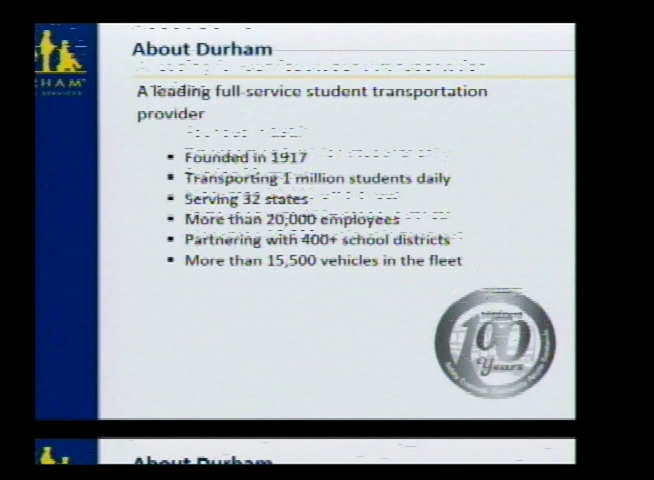 About Durham
HAM
SERVICES
A leading full-service student transportation
provider
▪ Founded in 1917
▪ Transporting 1 million students daily
▪ Serving 32 states
▪ More than 20,000 employees
▪ Partnering with 400+ school districts
▪ More than 15,500 vehicles in the fleet
100
Years
About Durham